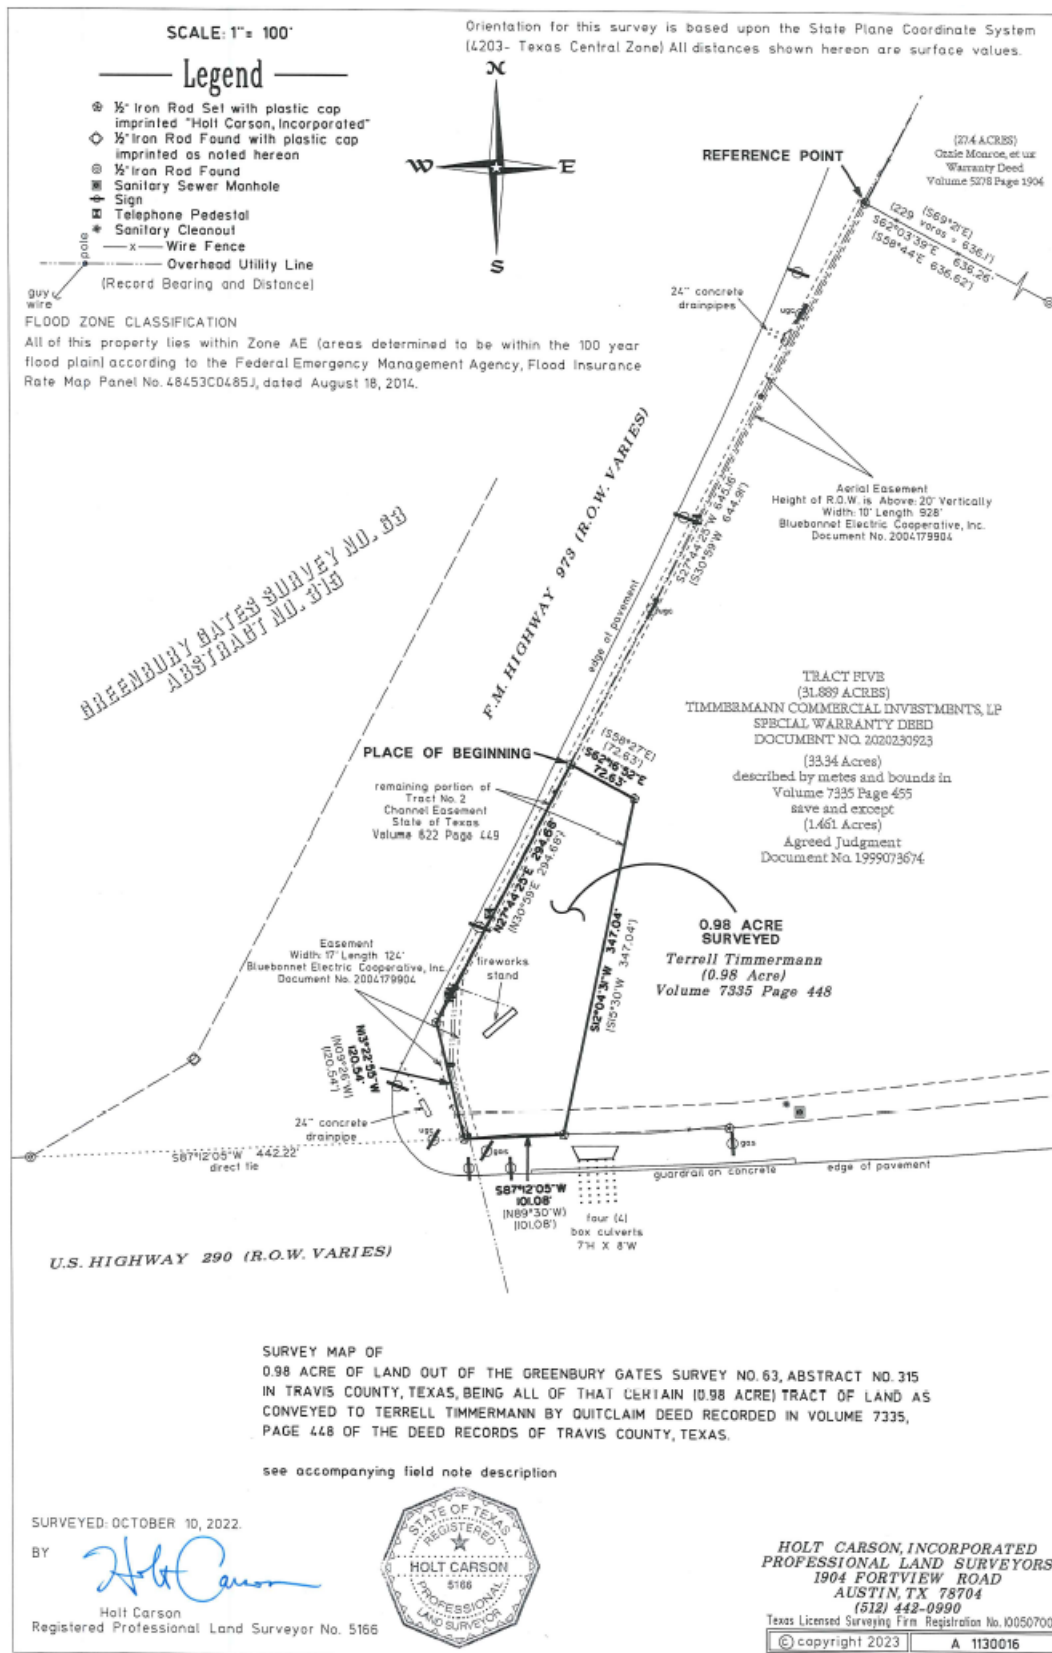 SCALE: 1"= 100'
Orientation for this survey is based upon the State Plane Coordinate System
(4203- Texas Central Zone) All distances shown hereon are surface values.
Legend
½" Iron Rod Set with plastic cap
imprinted "Holt Carson, Incorporated"
½" Iron Rod Found with plastic cap
imprinted as noted hereon
½" Iron Rod Found
Sanitary Sewer Manhole
Sign
Telephone Pedestal
Sanitary Cleanout
x Wire Fence
Overhead Utility Line
(Record Bearing and Distance)
pole
guy
wire
N
W E
S
FLOOD ZONE CLASSIFICATION
All of this property lies within Zone AE (areas determined to be within the 100 year
flood plain) according to the Federal Emergency Management Agency, Flood Insurance
Rate Map Panel No. 48453C0485J, dated August 18, 2014.
REFERENCE POINT
(27.4 ACRES)
Ozzie Monroe, et ux
Warranty Deed
Volume 5278 Page 1904
(S69°21'E)
(229 varas = 636.1')
S62°03'39"E 636.26'
(S58°44'E 636.62')
24" concrete
drainpipes
ugc
Aerial Easement
Height of R.O.W. is Above: 20' Vertically
Width: 10' Length 928'
Bluebonnet Electric Cooperative, Inc.
Document No. 2004179904
S27°44'25"W 645.16'
(S30°59'W 644.91')
ugc
GREENBURY GATES SURVEY NO. 63
ABSTRACT NO. 315
F.M. HIGHWAY 973 (R.O.W. VARIES)
edge of pavement
TRACT FIVE
(31.889 ACRES)
TIMMERMANN COMMERCIAL INVESTMENTS, LP
SPECIAL WARRANTY DEED
DOCUMENT NO. 2020230923
(33.34 Acres)
described by metes and bounds in
Volume 7335 Page 455
save and except
(1.461 Acres)
Agreed Judgment
Document No. 1999073674
PLACE OF BEGINNING
(S58°27'E)
(72.63')
S62°16'52"E
72.63'
remaining portion of
Tract No. 2
Channel Easement
State of Texas
Volume 622 Page 449
N27°44'25"E 294.68'
(N30°59'E 294.68')
0.98 ACRE
SURVEYED
Terrell Timmermann
(0.98 Acre)
Volume 7335 Page 448
S12°04'31"W 347.04'
(S15°30'W 347.04')
Easement
Width: 17' Length 124'
Bluebonnet Electric Cooperative, Inc.
Document No. 2004179904
fireworks
stand
N13°22'55"W
120.54'
(N09°26'W)
(120.54')
24" concrete
drainpipe
ugc
gas
gas
S87°12'05"W 442.22'
direct tie
S87°12'05"W
101.08'
(N89°30'W)
(101.08')
four (4)
box culverts
7'H X 8'W
guardrail on concrete
edge of pavement
U.S. HIGHWAY 290 (R.O.W. VARIES)
SURVEY MAP OF
0.98 ACRE OF LAND OUT OF THE GREENBURY GATES SURVEY NO. 63, ABSTRACT NO. 315
IN TRAVIS COUNTY, TEXAS, BEING ALL OF THAT CERTAIN (0.98 ACRE) TRACT OF LAND AS
CONVEYED TO TERRELL TIMMERMANN BY QUITCLAIM DEED RECORDED IN VOLUME 7335,
PAGE 448 OF THE DEED RECORDS OF TRAVIS COUNTY, TEXAS.
see accompanying field note description
SURVEYED: OCTOBER 10, 2022.
BY
Holt Carson
Holt Carson
Registered Professional Land Surveyor No. 5166
STATE OF TEXAS
REGISTERED
HOLT CARSON
5166
PROFESSIONAL
LAND SURVEYOR
HOLT CARSON, INCORPORATED
PROFESSIONAL LAND SURVEYORS
1904 FORTVIEW ROAD
AUSTIN, TX 78704
(512) 442-0990
Texas Licensed Surveying Firm Registration No. 10050700
© copyright 2023
A 1130016